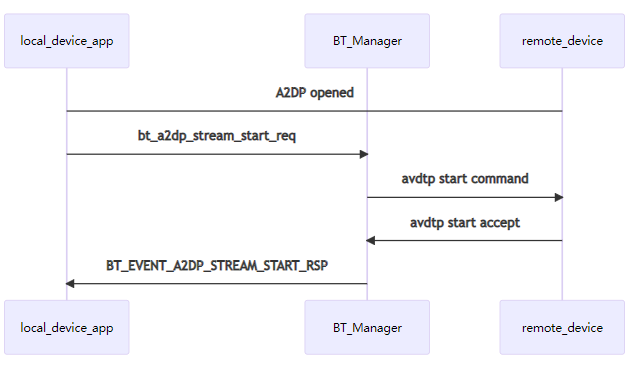 local_device_app
BT_Manager
remote_device
A2DP opened
bt_a2dp_stream_start_req
avdtp start command
avdtp start accept
BT_EVENT_A2DP_STREAM_START_RSP
local_device_app
BT_Manager
remote_device